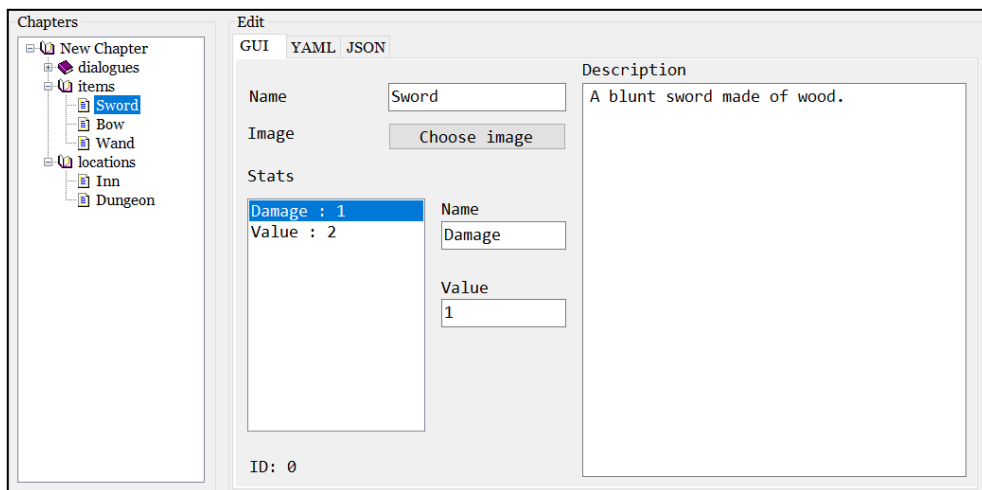 Chapters
New Chapter
dialogues
items
Sword
Bow
Wand
locations
Inn
Dungeon
Edit
GUI YAML JSON
Name Sword
Image Choose image
Stats
Damage : 1
Value : 2
Name
Damage
Value
1
ID: 0
Description
A blunt sword made of wood.